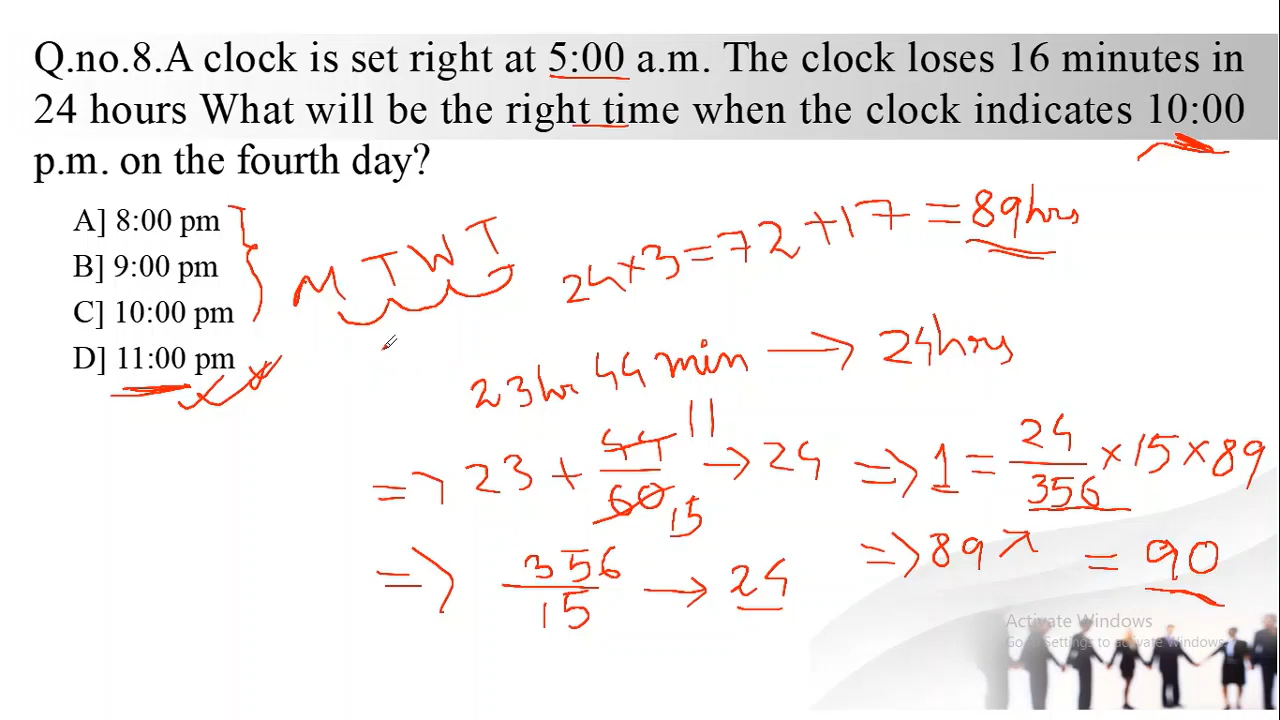 Q.no.8.A clock is set right at 5:00 a.m. The clock loses 16 minutes in
24 hours What will be the right time when the clock indicates 10:00
p.m. on the fourth day?
A] 8:00 pm
B] 9:00 pm
C] 10:00 pm
D] 11:00 pm
M T W T
24×3=72+17=89hrs
23hr 44 min → 24hrs
=> 23 + 44/60 11 15 → 24
=> 356/15 → 24
=> 1 = 24/356 ×15×89
=> 89 = 90
Activate Windows
Go to Settings to activate Windows.